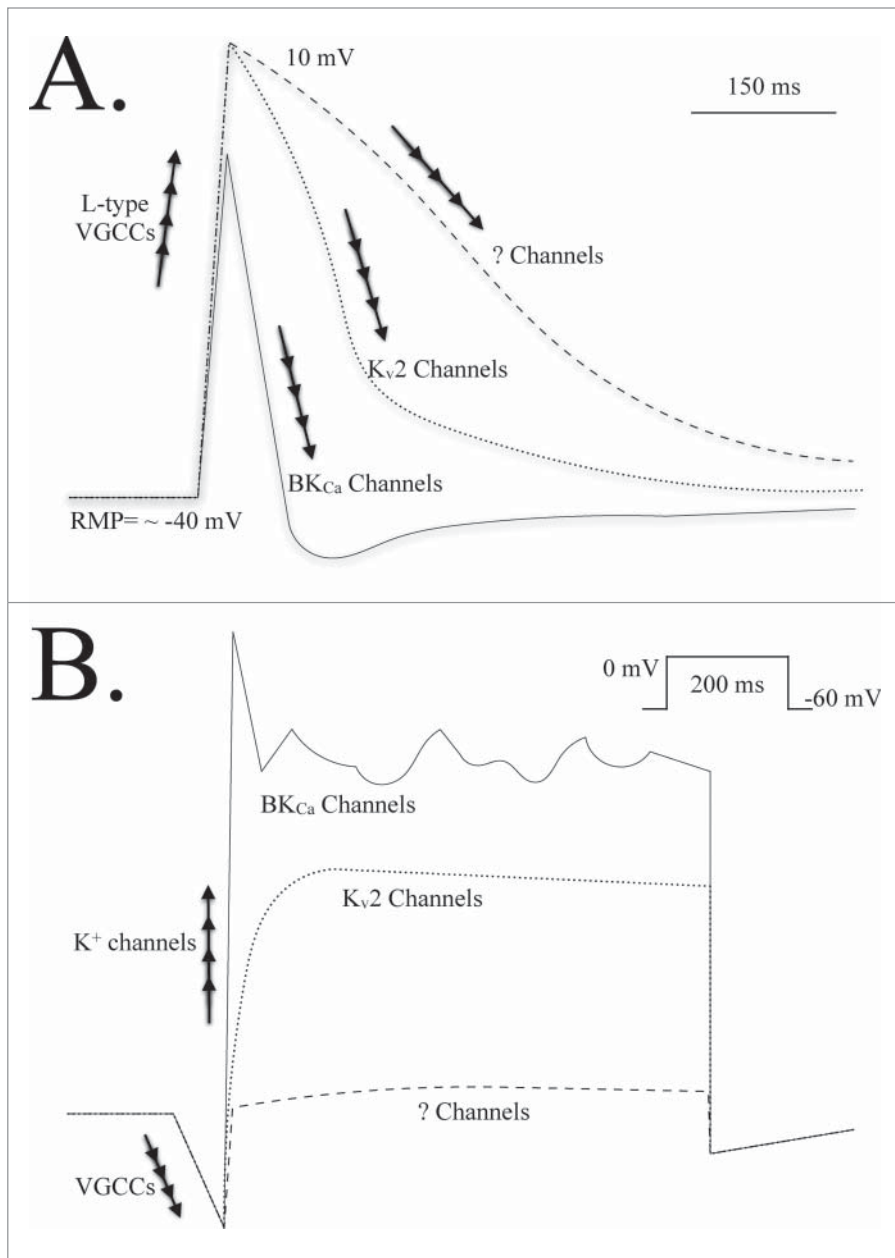 A.
10 mV
150 ms
L-type
VGCCs
? Channels
Kv2 Channels
BKCa Channels
RMP= ~ -40 mV
B.
0 mV
200 ms
-60 mV
BKCa Channels
Kv2 Channels
K+ channels
? Channels
VGCCs